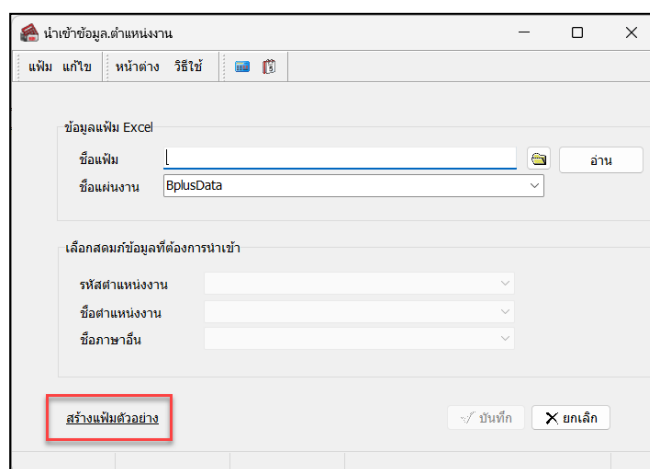 นำเข้าข้อมูล.ตำแหน่งงาน
แฟ้ม แก้ไข หน้าต่าง วิธีใช้
ข้อมูลแฟ้ม Excel
ชื่อแฟ้ม อ่าน
ชื่อแผ่นงาน BplusData
เลือกสดมภ์ข้อมูลที่ต้องการนำเข้า
รหัสตำแหน่งงาน
ชื่อตำแหน่งงาน
ชื่อภาษาอื่น
สร้างแฟ้มตัวอย่าง บันทึก ยกเลิก